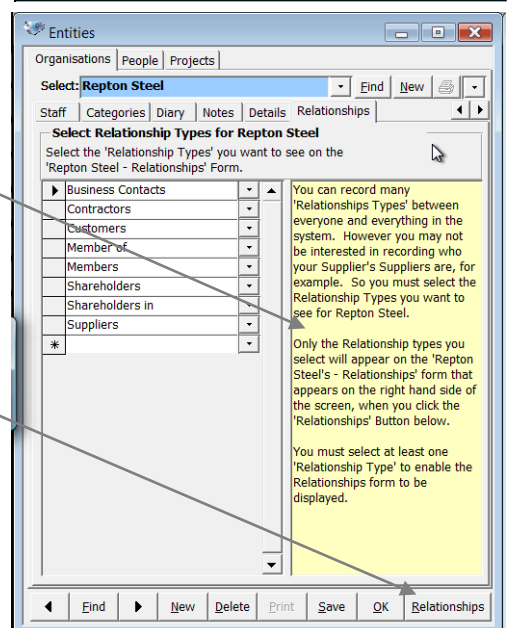 Entities
Organisations People Projects
Select: Repton Steel Find New
Staff Categories Diary Notes Details Relationships
Select Relationship Types for Repton Steel
Select the 'Relationship Types' you want to see on the
'Repton Steel - Relationships' Form.
Business Contacts
Contractors
Customers
Member of
Members
Shareholders
Shareholders in
Suppliers
You can record many
'Relationships Types' between
everyone and everything in the
system. However you may not
be interested in recording who
your Supplier's Suppliers are, for
example. So you must select the
Relationship Types you want to
see for Repton Steel.
Only the Relationship types you
select will appear on the 'Repton
Steel's - Relationships' form that
appears on the right hand side of
the screen, when you click the
'Relationships' Button below.
You must select at least one
'Relationship Type' to enable the
Relationships form to be
displayed.
Find New Delete Print Save OK Relationships